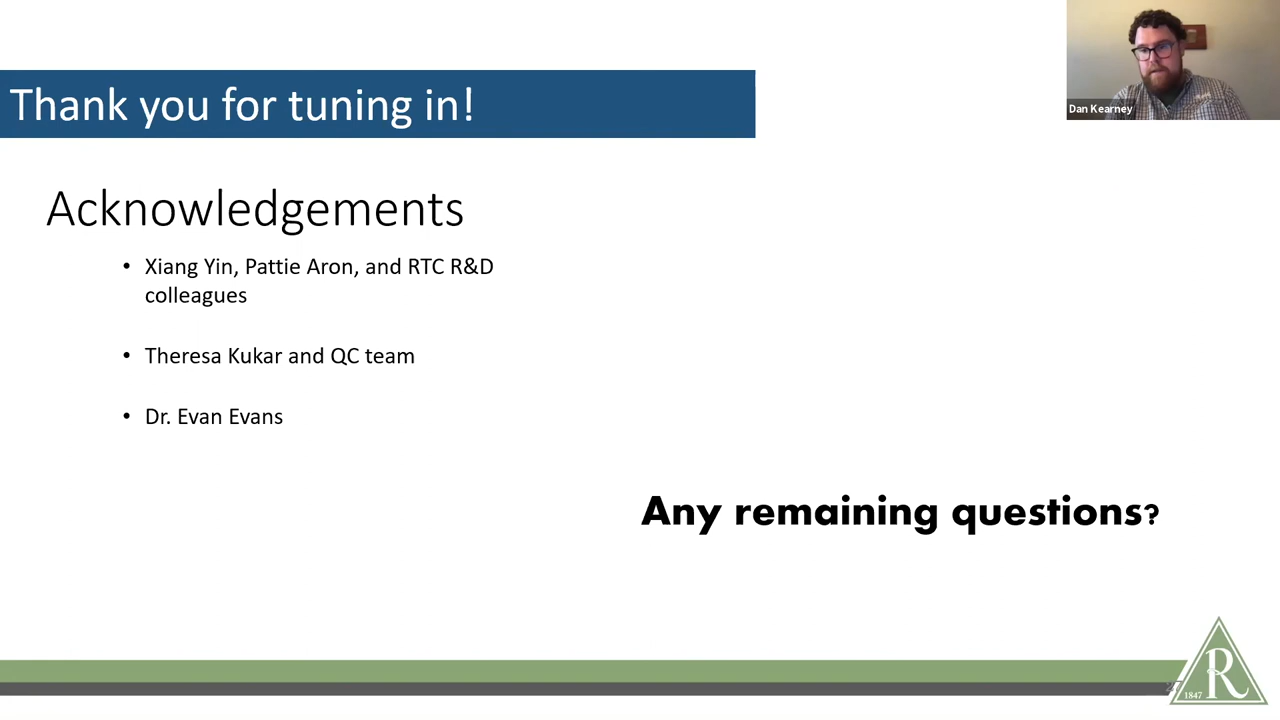 Thank you for tuning in!
Dan Kearney
Acknowledgements
• Xiang Yin, Pattie Aron, and RTC R&D
colleagues
• Theresa Kukar and QC team
• Dr. Evan Evans
Any remaining questions?
1847 R